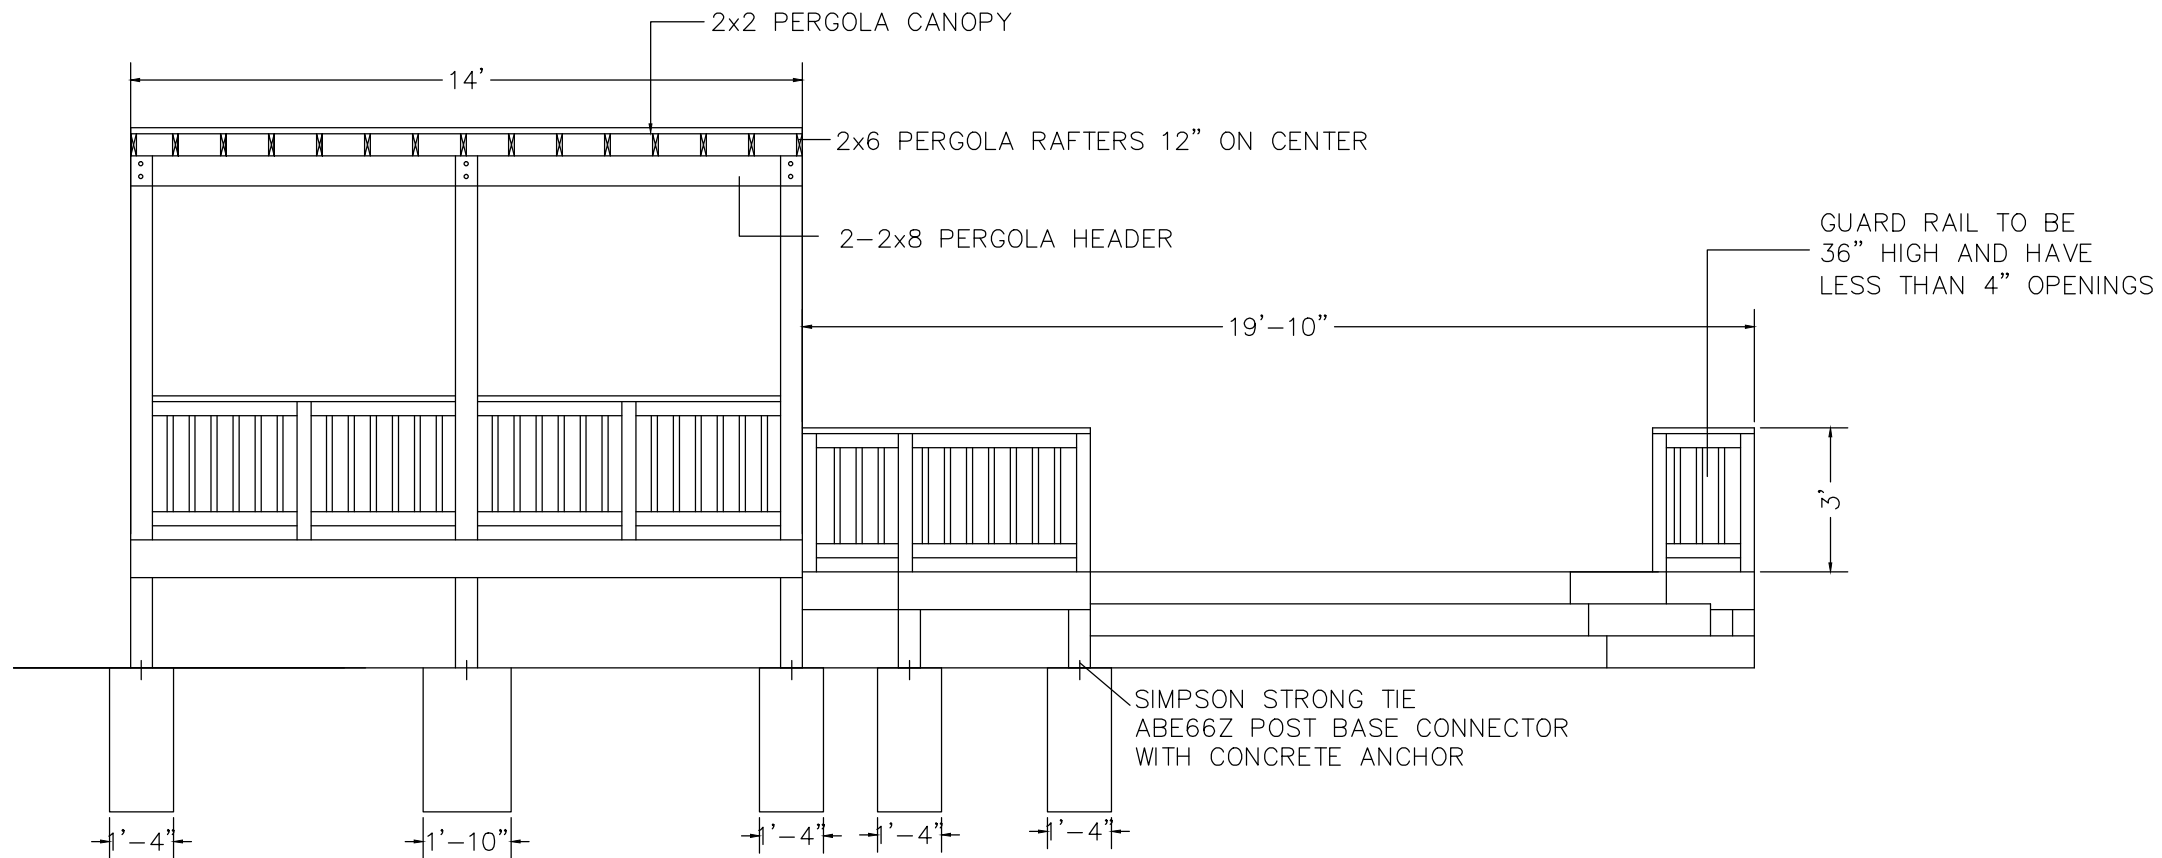 2x2 PERGOLA CANOPY
14'
2x6 PERGOLA RAFTERS 12” ON CENTER
GUARD RAIL TO BE
36” HIGH AND HAVE
LESS THAN 4” OPENINGS
2–2x8 PERGOLA HEADER
19'–10”
3'
SIMPSON STRONG TIE
ABE66Z POST BASE CONNECTOR
WITH CONCRETE ANCHOR
1'–4”
1'–10”
1'–4”
1'–4”
1'–4”